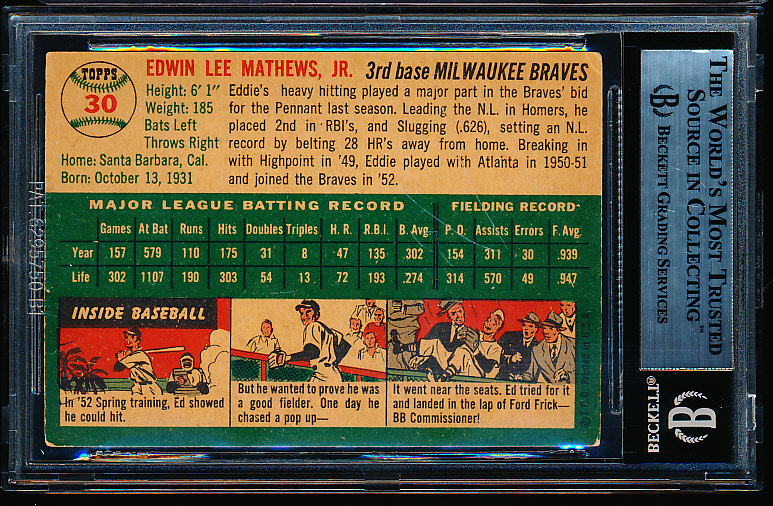 TOPPS
30
EDWIN LEE MATHEWS, JR. 3rd base MILWAUKEE BRAVES
Height: 6' 1"
Weight: 185
Bats Left
Throws Right
Home: Santa Barbara, Cal.
Born: October 13, 1931
Eddie's heavy hitting played a major part in the Braves' bid
for the Pennant last season. Leading the N.L. in Homers, he
placed 2nd in RBI's, and Slugging (.626), setting an N.L.
record by belting 28 HR's away from home. Breaking in
with Highpoint in '49, Eddie played with Atlanta in 1950-51
and joined the Braves in '52.
MAJOR LEAGUE BATTING RECORD FIELDING RECORD
Games At Bat Runs Hits Doubles Triples H. R. R.B.I. B. Avg. P. O. Assists Errors F. Avg.
Year 157 579 110 175 31 8 47 135 .302 154 311 30 .939
Life 302 1107 190 303 54 13 72 193 .274 314 570 49 .947
INSIDE BASEBALL
In '52 Spring training, Ed showed
he could hit.
But he wanted to prove he was
a good fielder. One day he
chased a pop up—
It went near the seats. Ed tried for it
and landed in the lap of Ford Frick—
BB Commissioner!
© T.C.G. Printed in U.S.A.
THE WORLD'S MOST TRUSTED
SOURCE IN COLLECTING™
B BECKETT GRADING SERVICES
BECKETT®
B